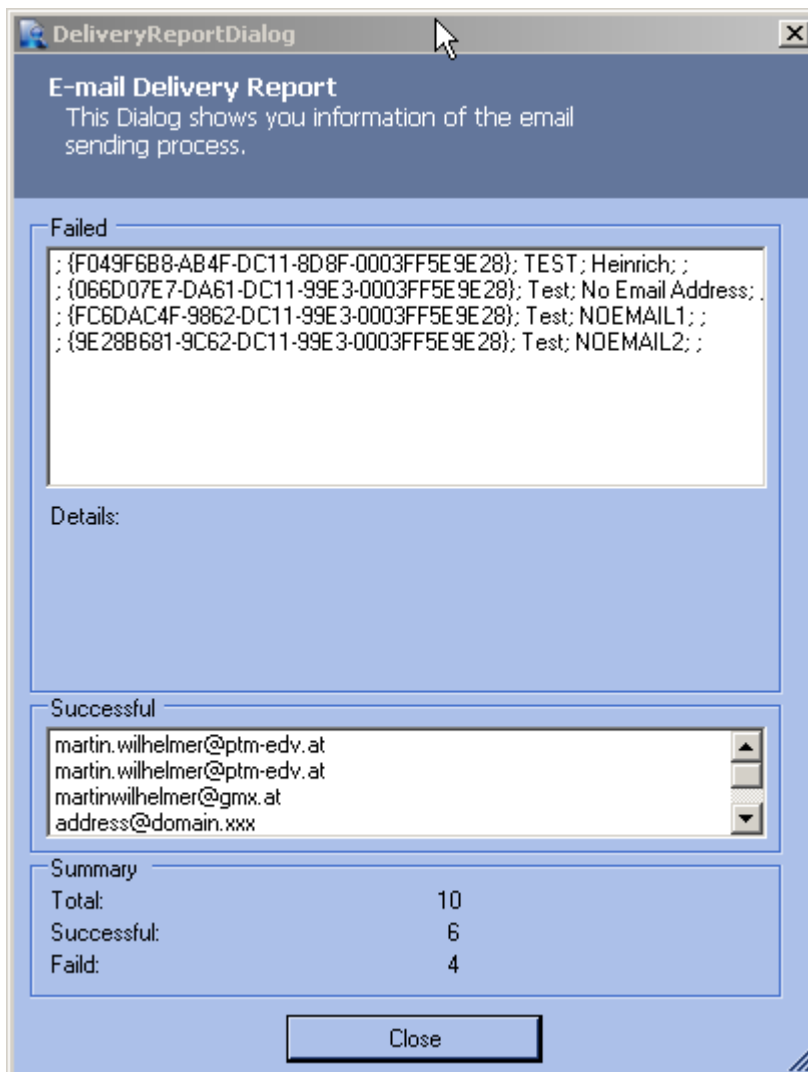 DeliveryReportDialog
E-mail Delivery Report
This Dialog shows you information of the email
sending process.
Failed
; {F049F6B8-AB4F-DC11-8D8F-0003FF5E9E28}; TEST; Heinrich; ;
; {066D07E7-DA61-DC11-99E3-0003FF5E9E28}; Test; No Email Address; .
; {FC6DAC4F-9862-DC11-99E3-0003FF5E9E28}; Test; NOEMAIL1; ;
; {9E28B681-9C62-DC11-99E3-0003FF5E9E28}; Test; NOEMAIL2; ;
Details:
Successful
martin.wilhelmer@ptm-edv.at
martin.wilhelmer@ptm-edv.at
martinwilhelmer@gmx.at
address@domain.xxx
Summary
Total: 10
Successful: 6
Faild: 4
Close